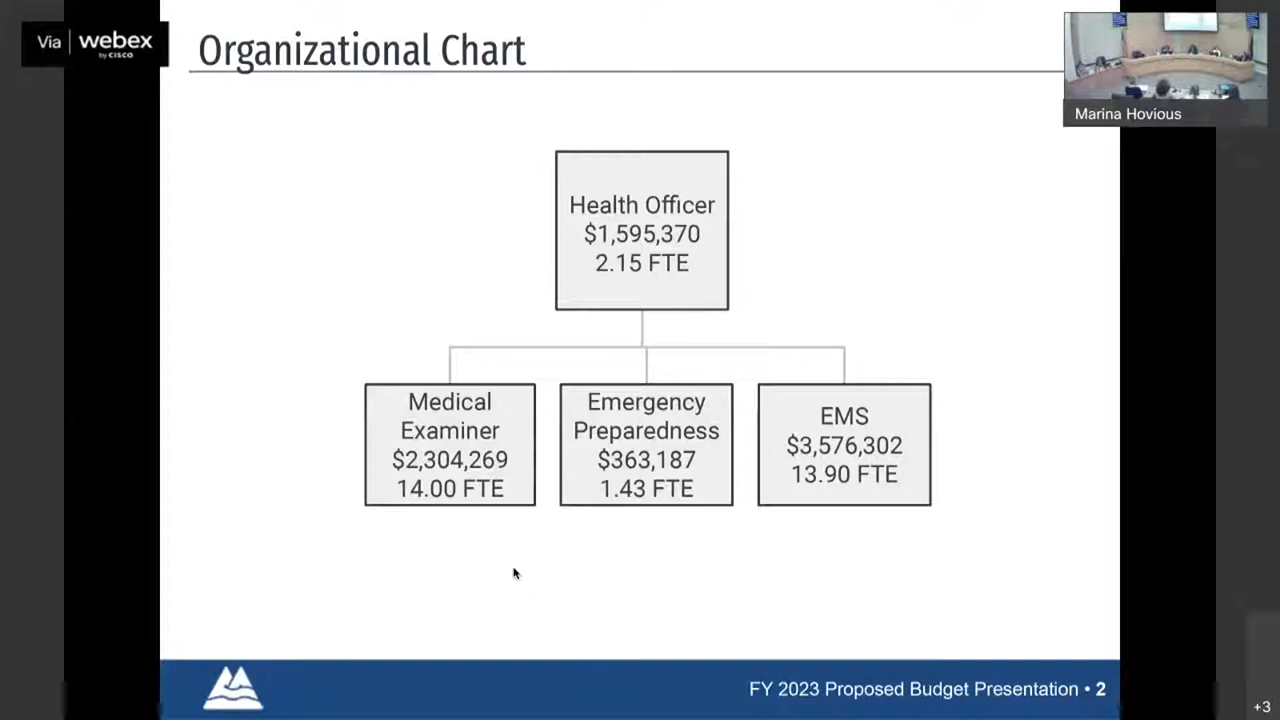 Via webex
by CISCO
Organizational Chart
Marina Hovious
Health Officer
$1,595,370
2.15 FTE
Medical
Examiner
$2,304,269
14.00 FTE
Emergency
Preparedness
$363,187
1.43 FTE
EMS
$3,576,302
13.90 FTE
FY 2023 Proposed Budget Presentation • 2
+3